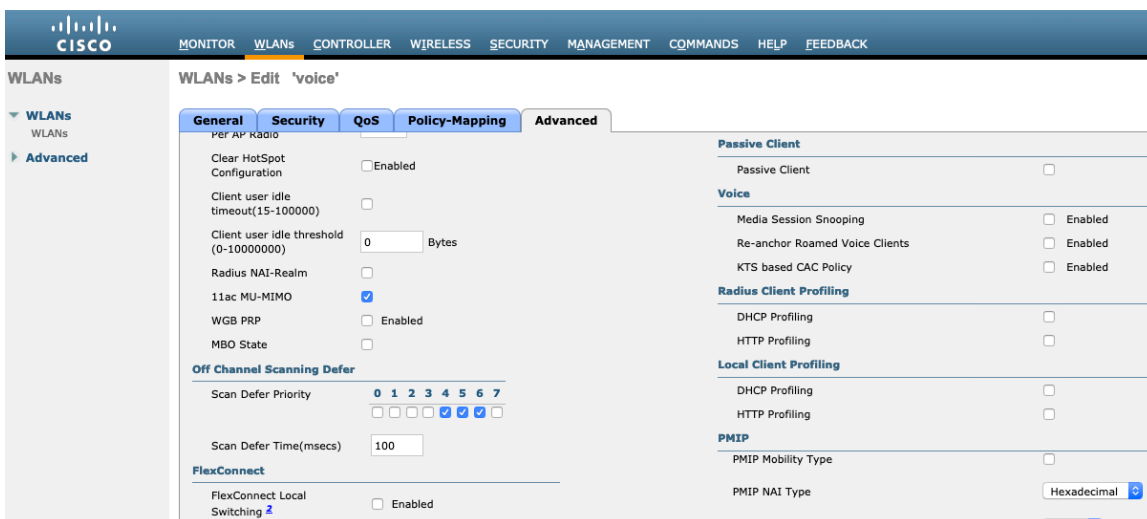 CISCO
MONITOR WLANs CONTROLLER WIRELESS SECURITY MANAGEMENT COMMANDS HELP FEEDBACK
WLANs
WLANs > Edit 'voice'
WLANs
WLANs
Advanced
General Security QoS Policy-Mapping Advanced
Per AP Radio
Clear HotSpot
Configuration
Enabled
Client user idle
timeout(15-100000)
Client user idle threshold
(0-10000000)
0 Bytes
Radius NAI-Realm
11ac MU-MIMO
WGB PRP Enabled
MBO State
Off Channel Scanning Defer
Scan Defer Priority 0 1 2 3 4 5 6 7
Scan Defer Time(msecs) 100
FlexConnect
FlexConnect Local
Switching 2
Enabled
Passive Client
Passive Client
Voice
Media Session Snooping Enabled
Re-anchor Roamed Voice Clients Enabled
KTS based CAC Policy Enabled
Radius Client Profiling
DHCP Profiling
HTTP Profiling
Local Client Profiling
DHCP Profiling
HTTP Profiling
PMIP
PMIP Mobility Type
PMIP NAI Type Hexadecimal